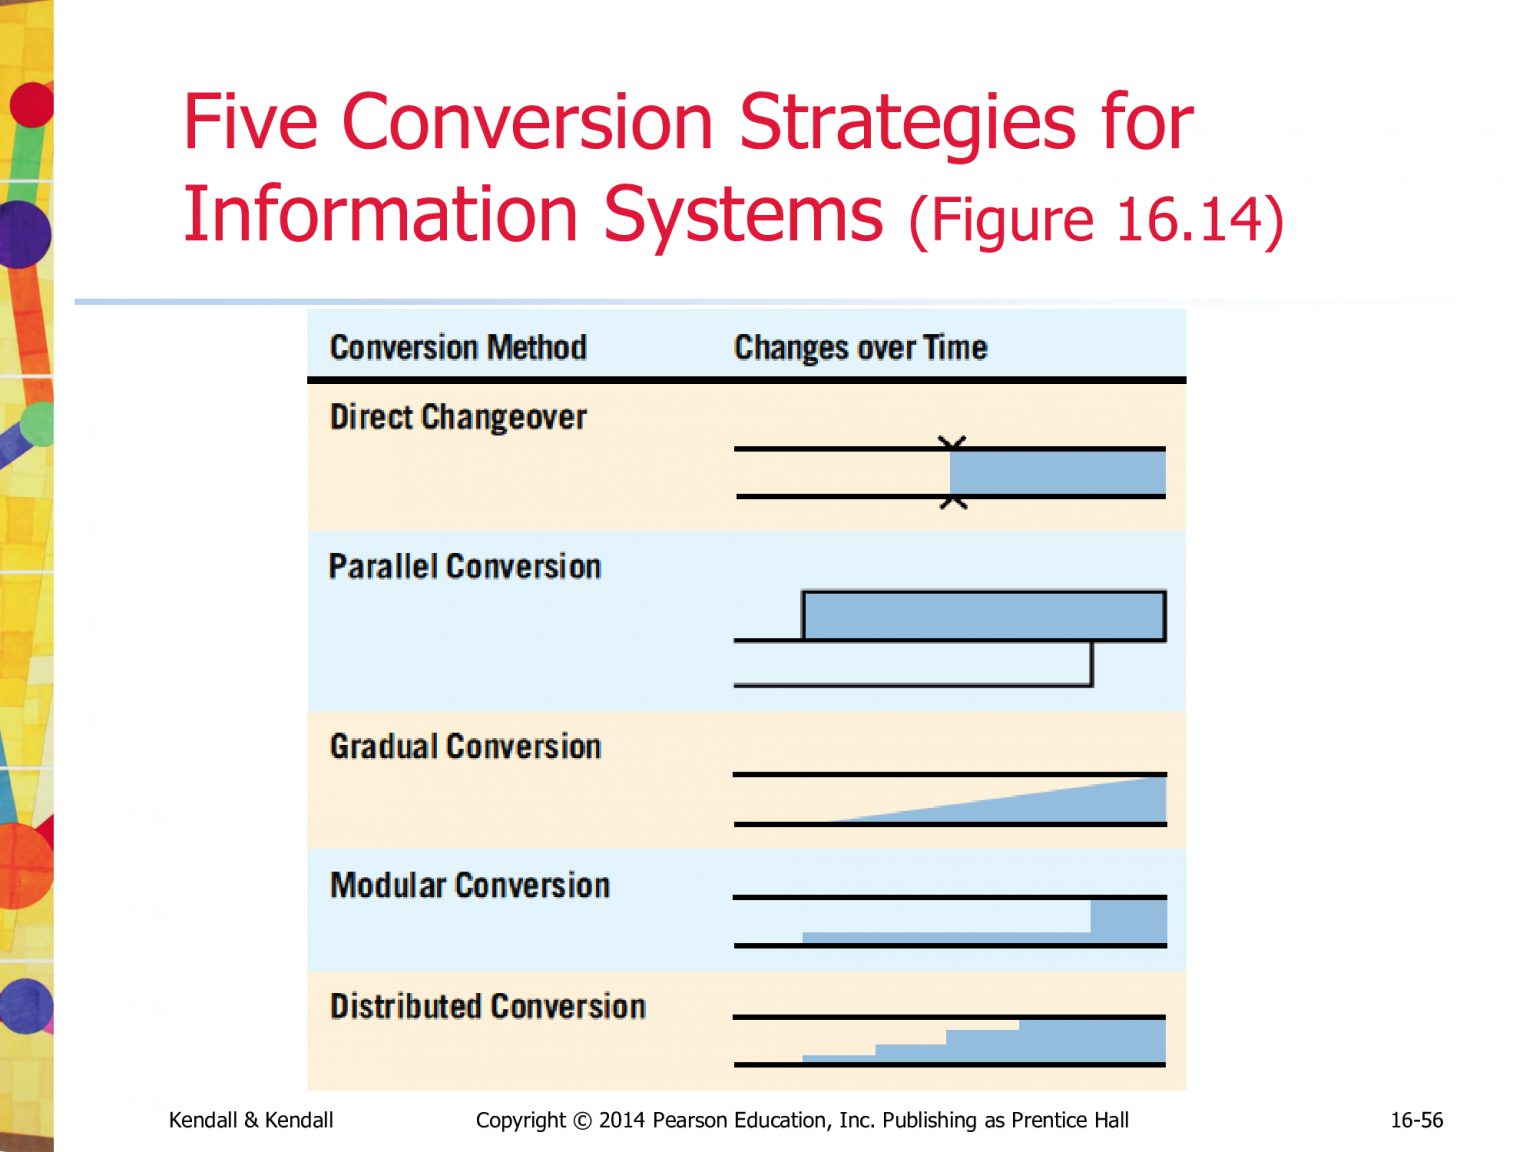 Five Conversion Strategies for
Information Systems (Figure 16.14)
Conversion Method Changes over Time
Direct Changeover
Parallel Conversion
Gradual Conversion
Modular Conversion
Distributed Conversion
Kendall & Kendall Copyright © 2014 Pearson Education, Inc. Publishing as Prentice Hall 16-56